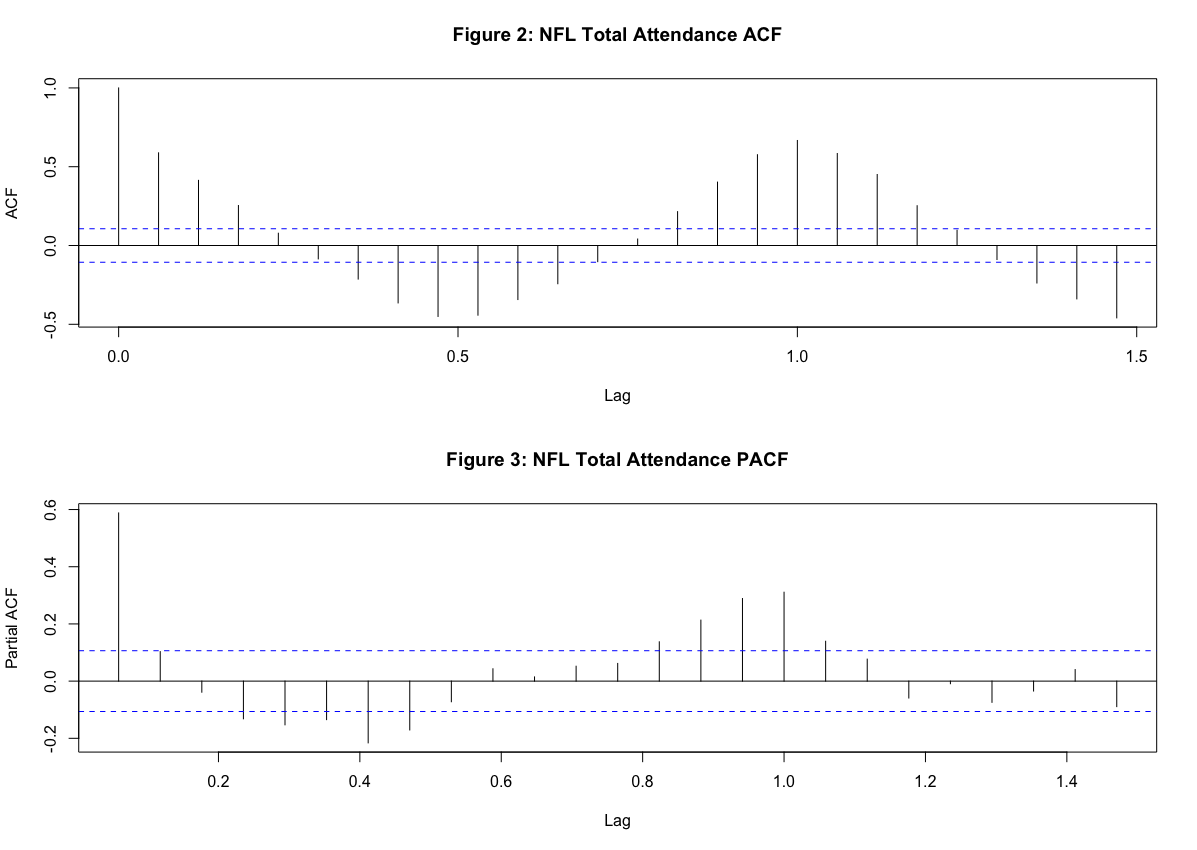 Figure 2: NFL Total Attendance ACF
1.0
0.5
0.0
-0.5
ACF
0.0 0.5 1.0 1.5
Lag
Figure 3: NFL Total Attendance PACF
0.6
0.4
0.2
0.0
-0.2
Partial ACF
0.2 0.4 0.6 0.8 1.0 1.2 1.4
Lag